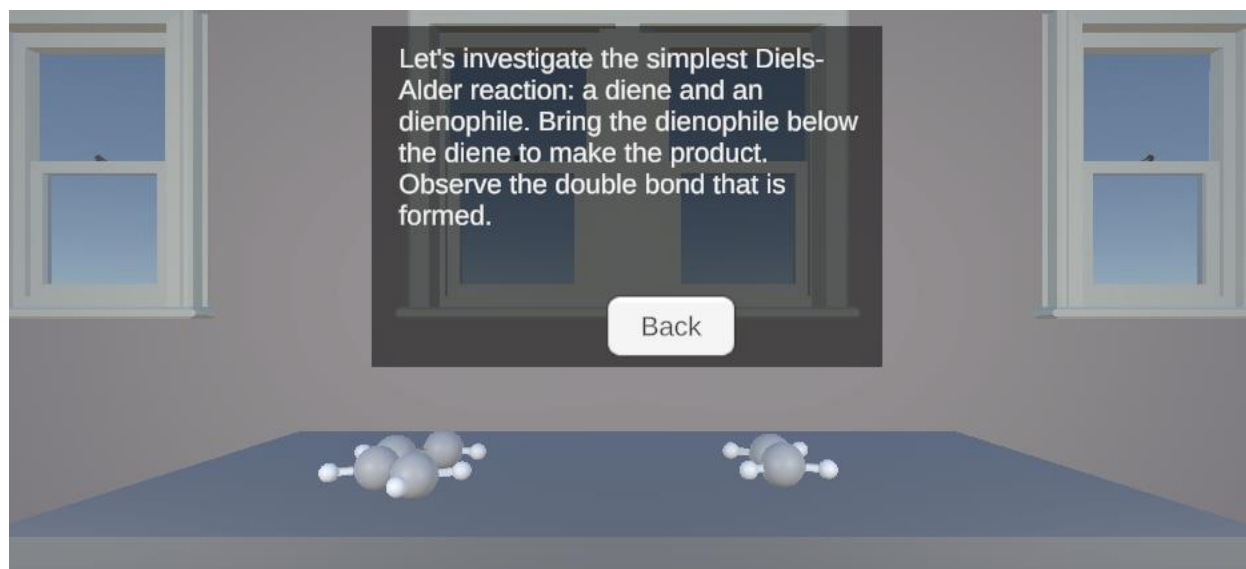 Let's investigate the simplest Diels-
Alder reaction: a diene and an
dienophile. Bring the dienophile below
the diene to make the product.
Observe the double bond that is
formed.
Back